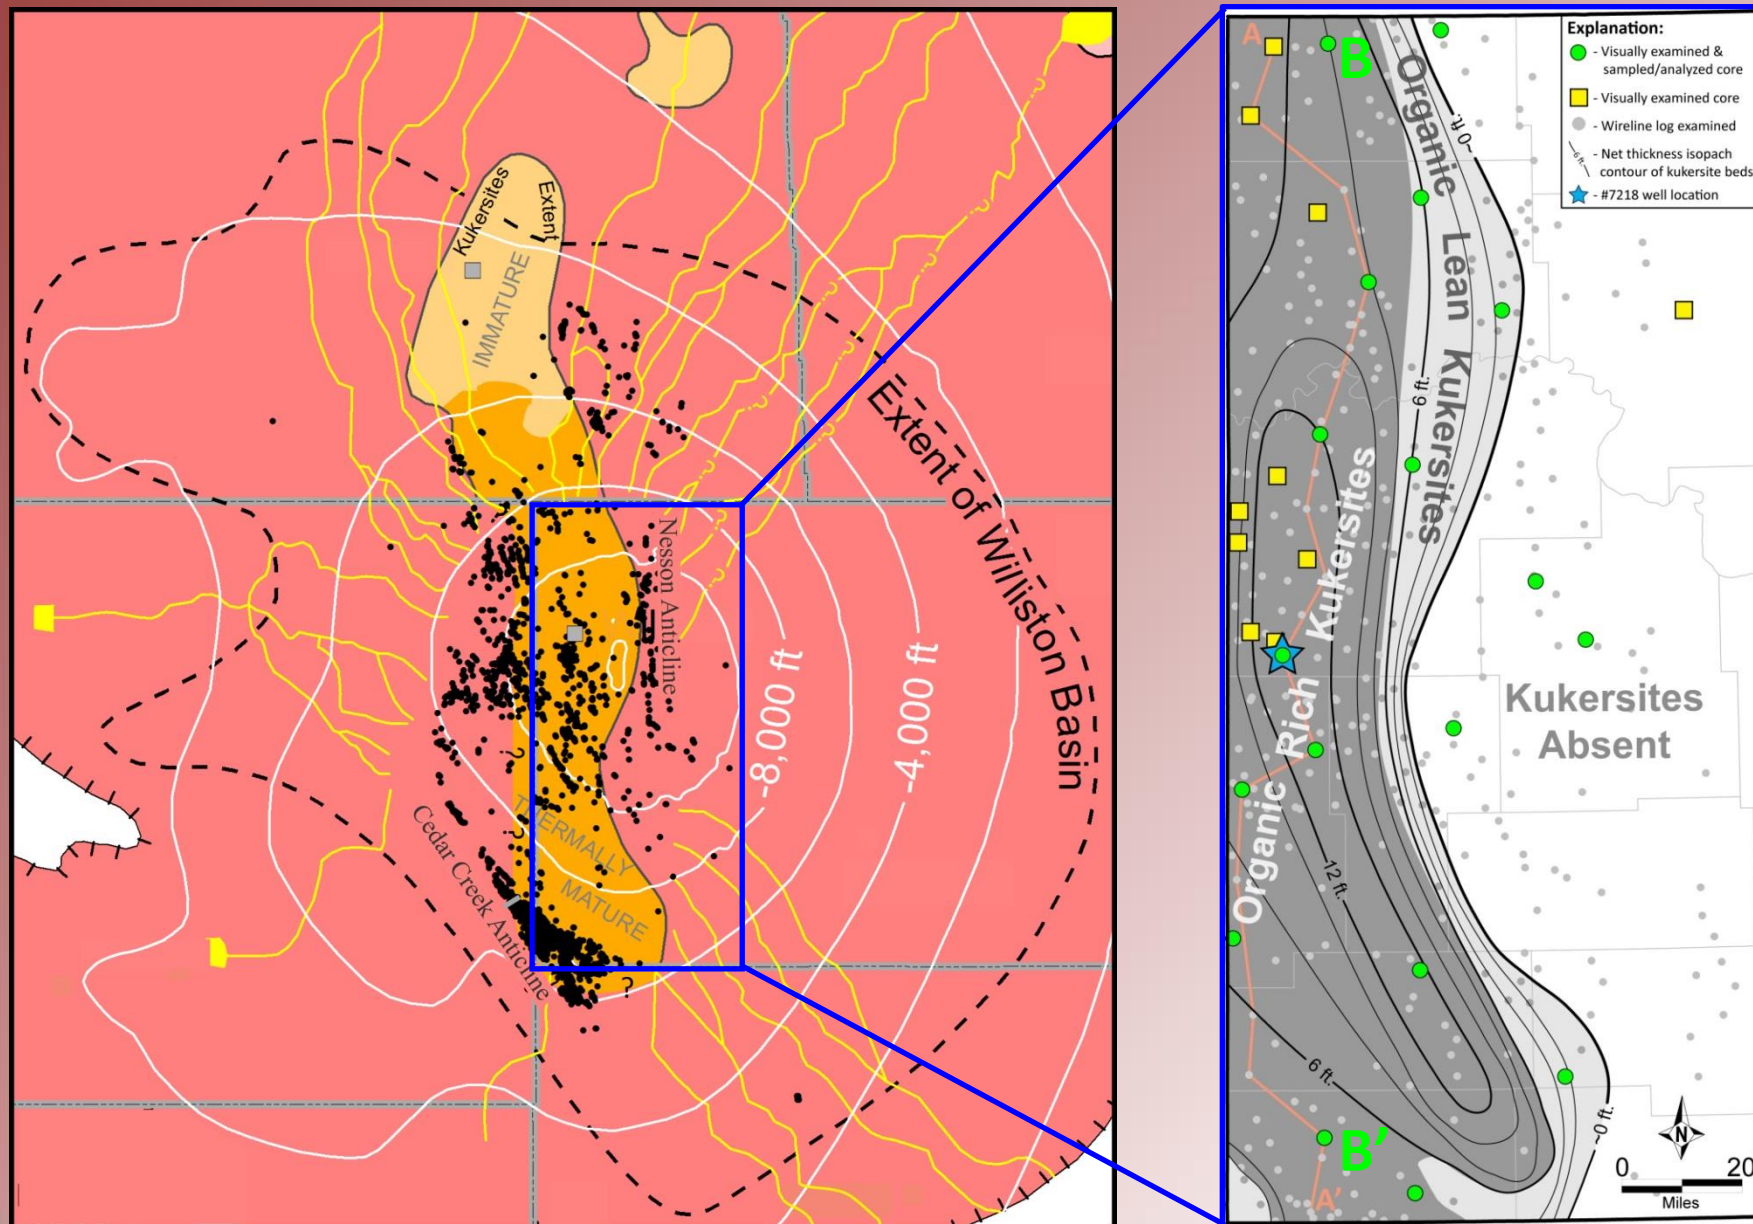 Kukersites
Extent
IMMATURE
Extent of Williston Basin
Nesson Anticline
-8,000 ft
-4,000 ft
THERMALLY
MATURE
Cedar Creek Anticline
?
?
?
?
?
?
?
?
?
?
?
A
B
Organic
Lean
Kukersites
0 ft.~
6 ft.
Explanation:
- Visually examined &
sampled/analyzed core
- Visually examined core
- Wireline log examined
6 ft.
- Net thickness isopach
contour of kukersite beds
- #7218 well location
Organic
Rich
Kukersites
Kukersites
Absent
12 ft.
6 ft.
~0 ft.
B'
A'
N
0
20
Miles